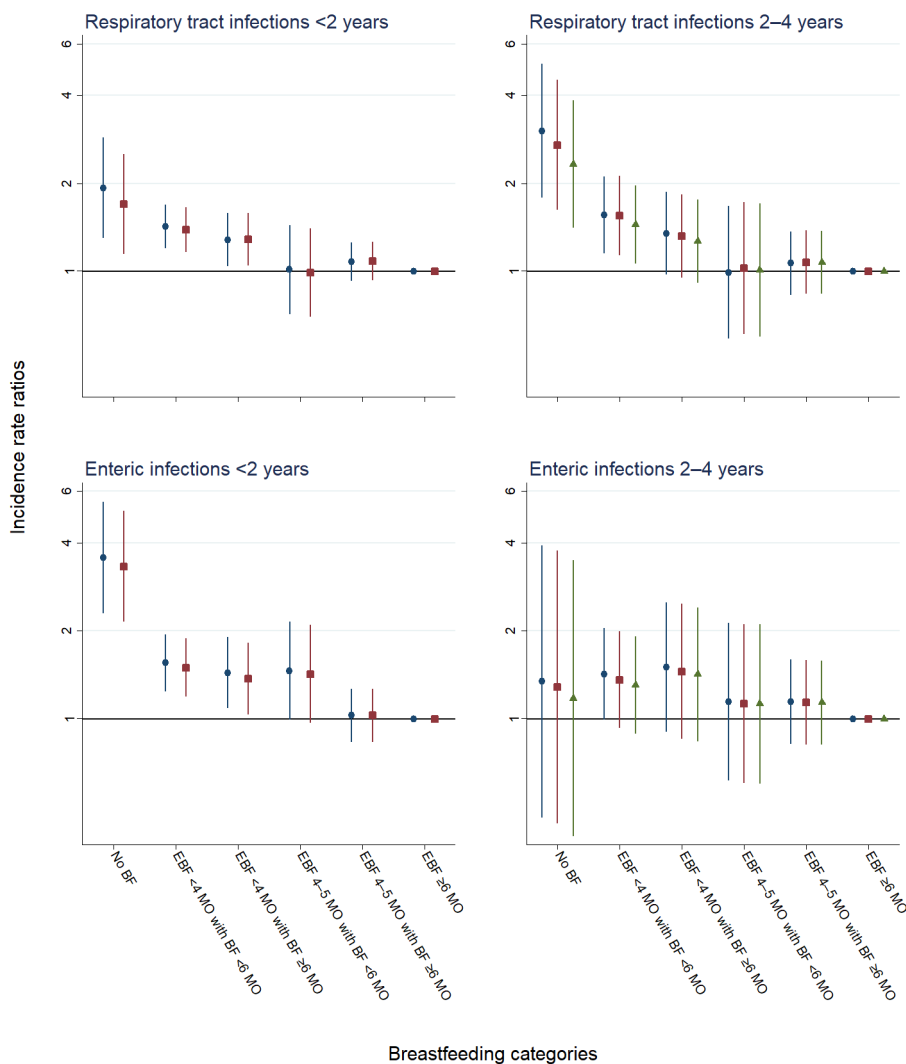 Respiratory tract infections <2 years
Respiratory tract infections 2–4 years
6
4
2
1
6
4
2
1
Incidence rate ratios
Enteric infections <2 years
Enteric infections 2–4 years
6
4
2
1
6
4
2
1
No BF
EBF <4 MO with BF <6 MO
EBF <4 MO with BF ≥6 MO
EBF 4–5 MO with BF <6 MO
EBF 4–5 MO with BF ≥6 MO
EBF ≥6 MO
No BF
EBF <4 MO with BF <6 MO
EBF <4 MO with BF ≥6 MO
EBF 4–5 MO with BF <6 MO
EBF 4–5 MO with BF ≥6 MO
EBF ≥6 MO
Breastfeeding categories